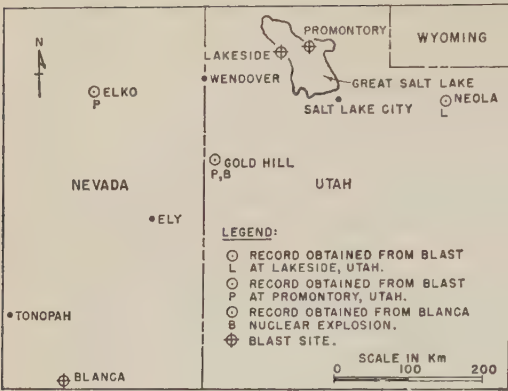 PROMONTORY
WYOMING
N
LAKESIDE
WENDOVER
GREAT SALT LAKE
ELKO
P
SALT LAKE CITY
NEOLA
L
GOLD HILL
P,B
NEVADA
UTAH
ELY
LEGEND:
RECORD OBTAINED FROM BLAST
L AT LAKESIDE, UTAH.
RECORD OBTAINED FROM BLAST
P AT PROMONTORY, UTAH.
RECORD OBTAINED FROM BLANCA
B NUCLEAR EXPLOSION.
BLAST SITE.
TONOPAH
BLANCA
SCALE IN Km
0 100 200